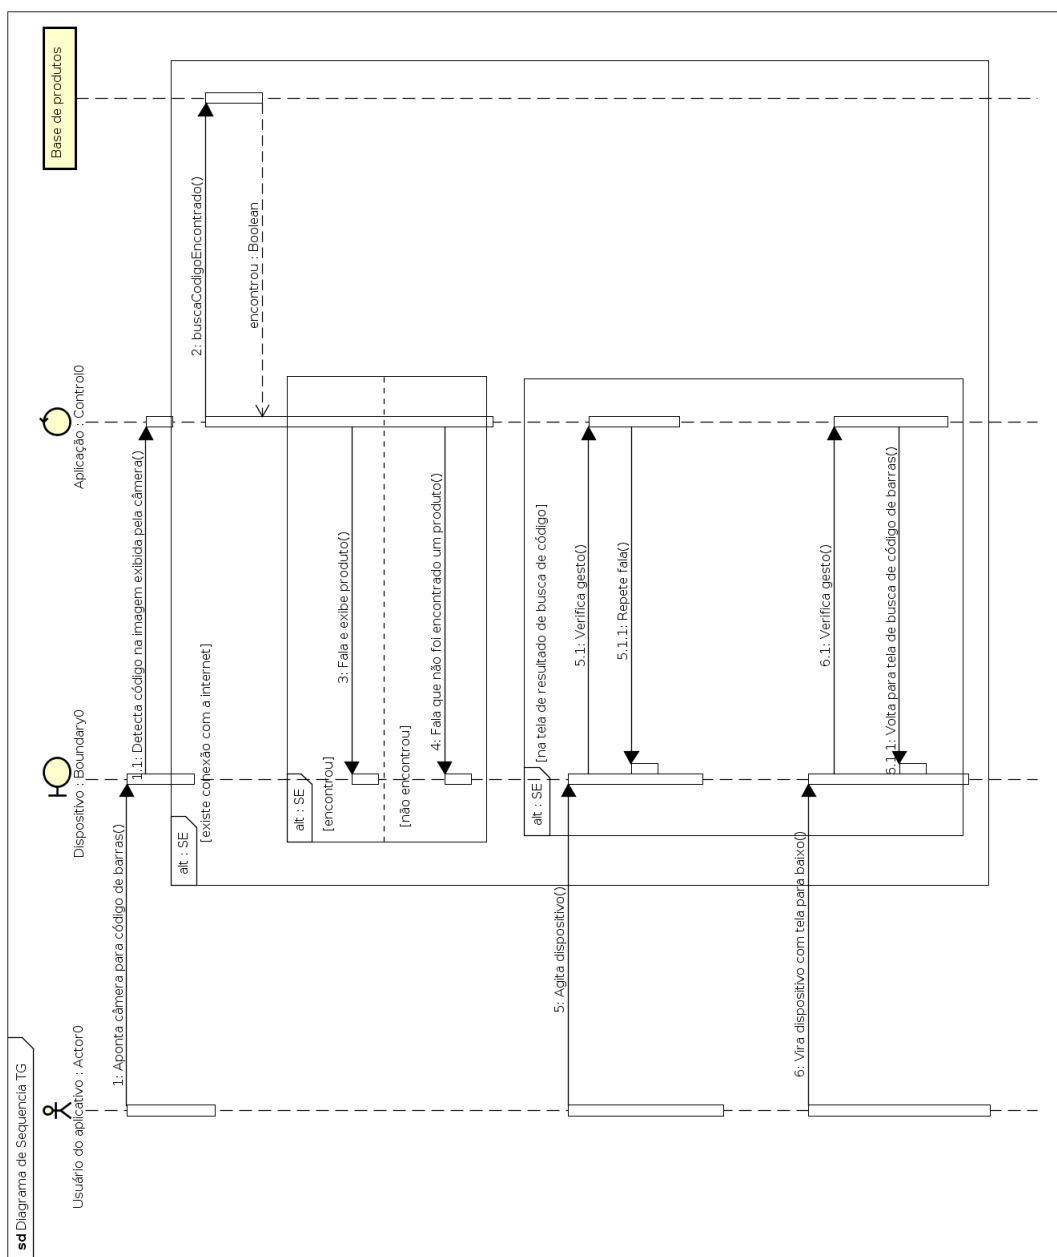 sd Diagrama de Sequencia TG
Usuário do aplicativo : Actor0
Dispositivo : Boundary0
Aplicação : Control0
Base de produtos
1: Aponta câmera para código de barras()
1.1: Detecta código na imagem exibida pela câmera()
alt : SE
[existe conexão com a internet]
2: buscaCodigoEncontrado()
encontrou : Boolean
alt : SE
[encontrou]
3: Fala e exibe produto()
[não encontrou]
4: Fala que não foi encontrado um produto()
alt : SE
[na tela de resultado de busca de código]
5: Agita dispositivo()
5.1: Verifica gesto()
5.1.1: Repete fala()
6: Vira dispositivo com tela para baixo()
6.1: Verifica gesto()
6.1.1: Volta para tela de busca de código de barras()